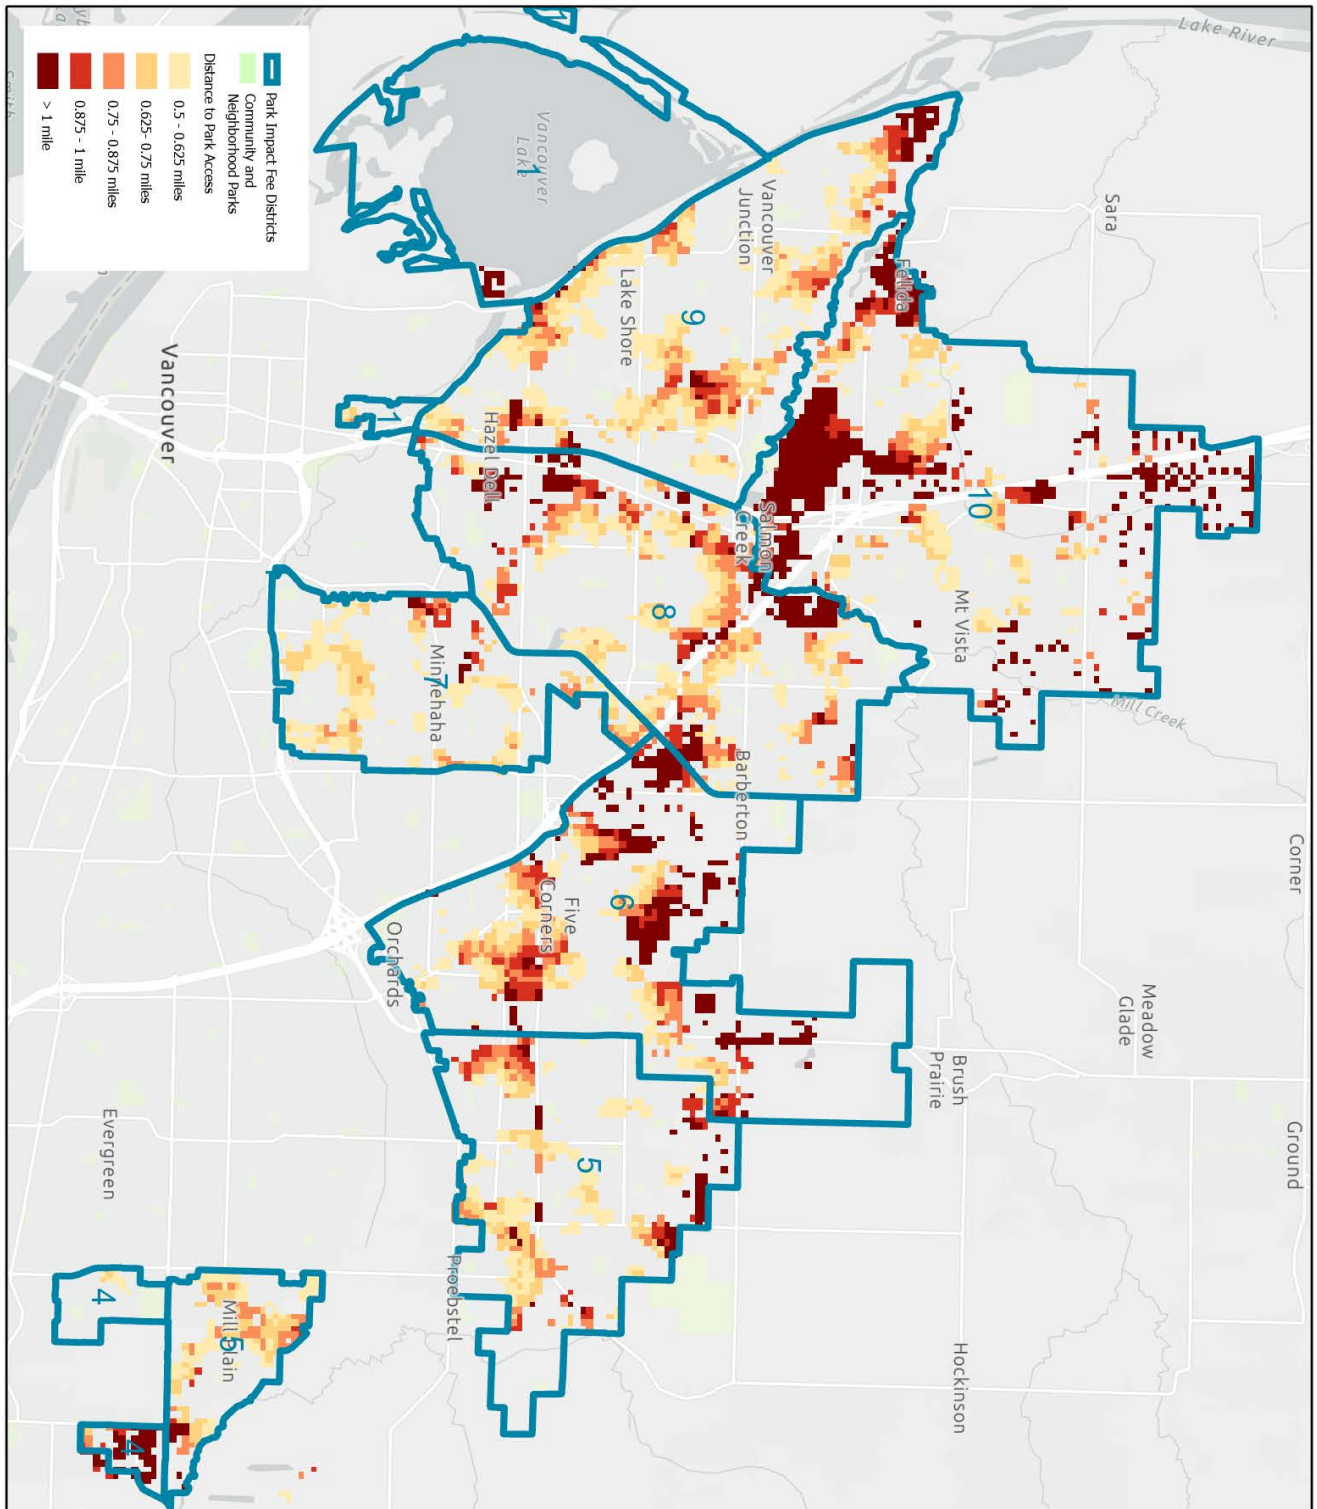 Park Impact Fee Districts
Community and
Neighborhood Parks
Distance to Park Access
0.5 - 0.625 miles
0.625- 0.75 miles
0.75 - 0.875 miles
0.875 - 1 mile
> 1 mile
Lake River
Sara
Corner
Meadow
Glade
Ground
Vancouver
Lake
1
Vancouver
Junction
Felida
Lake Shore
9
10
Mt Vista
Mill Creek
Salmon
Creek
Hazel Dell
8
1
Vancouver
Minnehaha
7
Barberton
6
Five
Corners
Orchards
Brush
Prairie
5
Evergreen
Proebstel
Hockinson
4
Mill Plain
5
4